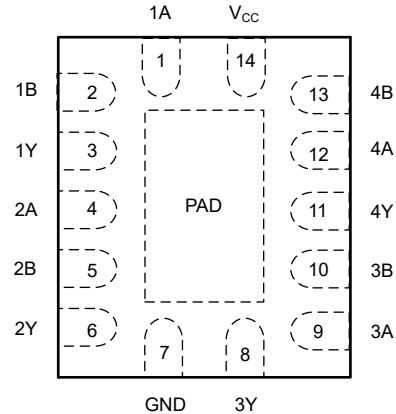 1A VCC
1 14
1B 2 13 4B
1Y 3 12 4A
2A 4 PAD 11 4Y
2B 5 10 3B
2Y 6 9 3A
7 8
GND 3Y